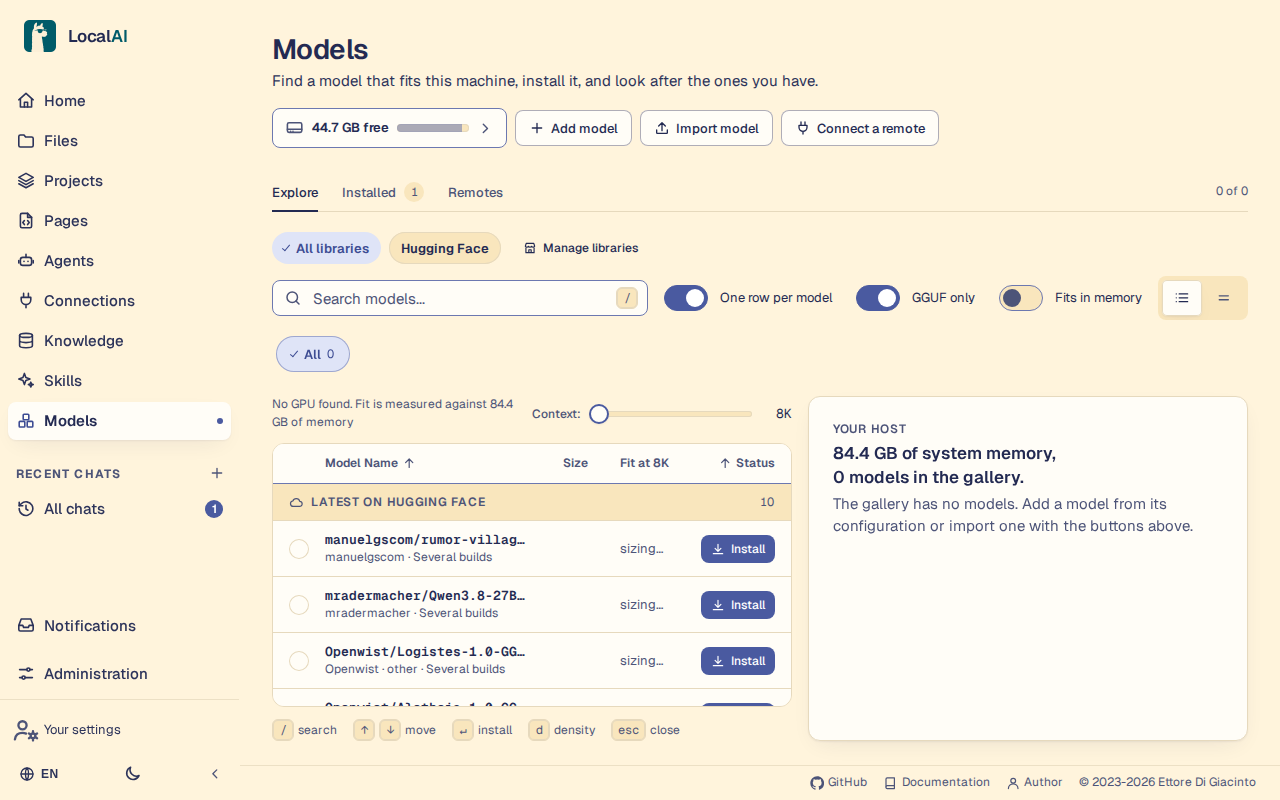 LocalAI
Home
Files
Projects
Pages
Agents
Connections
Knowledge
Skills
Models
RECENT CHATS
All chats
1
Notifications
Administration
Your settings
EN
Models
Find a model that fits this machine, install it, and look after the ones you have.
44.7 GB free
Add model
Import model
Connect a remote
Explore
Installed 1
Remotes
0 of 0
All libraries
Hugging Face
Manage libraries
Search models...
/
One row per model
GGUF only
Fits in memory
All 0
No GPU found. Fit is measured against 84.4
GB of memory
Context:
8K
Model Name ↑
Size
Fit at 8K
↑ Status
LATEST ON HUGGING FACE
10
manuelgscom/rumor-villag…
manuelgscom · Several builds
sizing…
Install
mradermacher/Qwen3.8-27B…
mradermacher · Several builds
sizing…
Install
Openwist/Logistes-1.0-GG…
Openwist · other · Several builds
sizing…
Install
/ search
↑ ↓ move
↵ install
d density
esc close
YOUR HOST
84.4 GB of system memory,
0 models in the gallery.
The gallery has no models. Add a model from its
configuration or import one with the buttons above.
GitHub
Documentation
Author
© 2023-2026 Ettore Di Giacinto